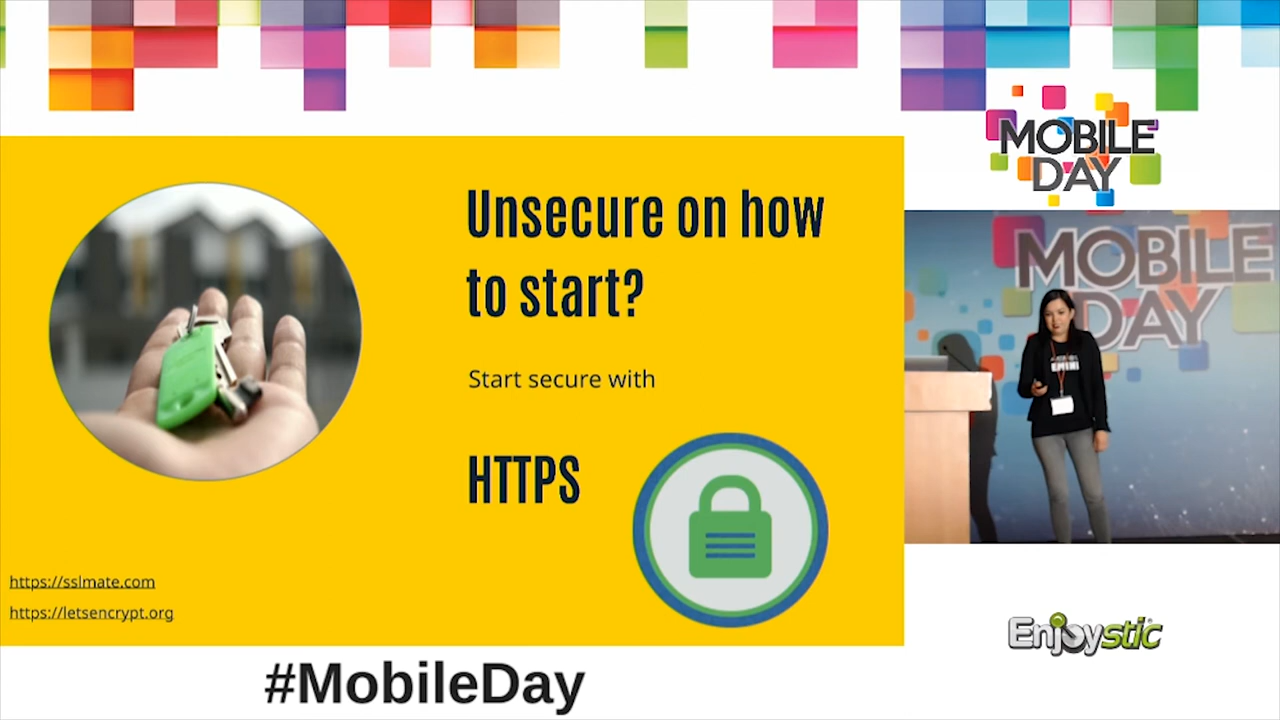 MOBILE
DAY
Unsecure on how
to start?
Start secure with
HTTPS
https://sslmate.com
https://letsencrypt.org
MOBILE
DAY
Enjoystic
#MobileDay